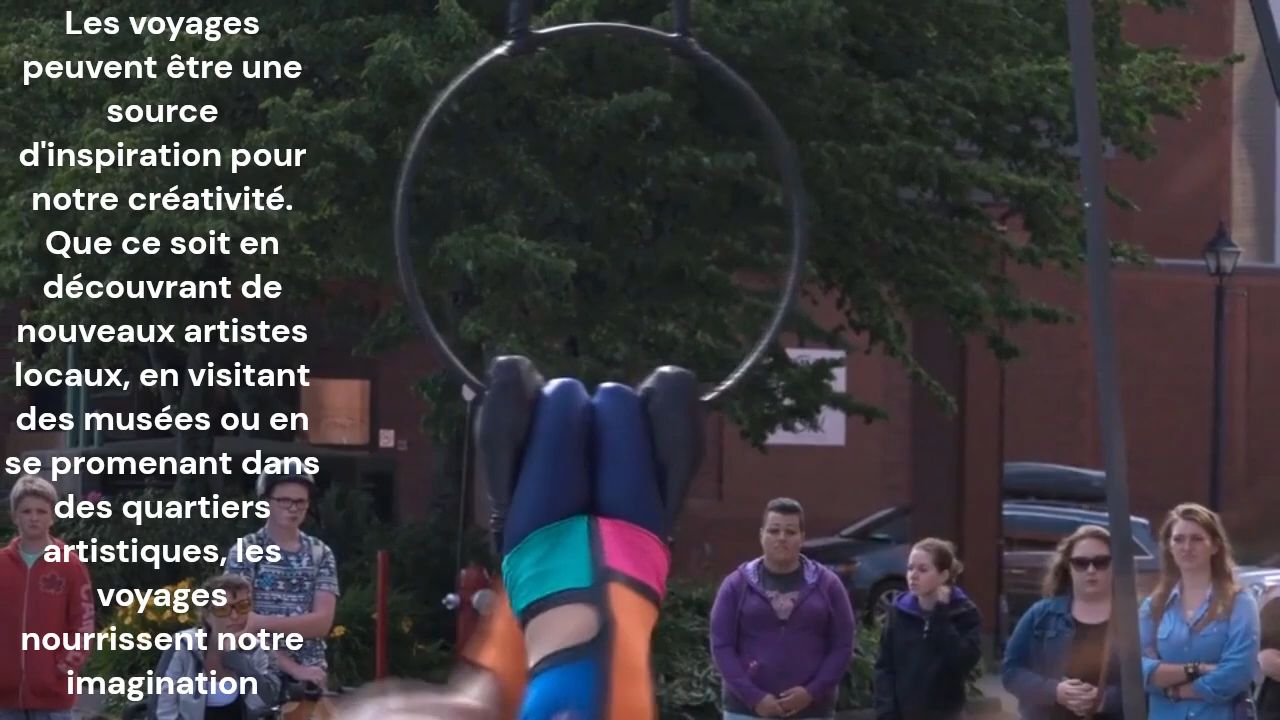 Les voyages
peuvent être une
source
d'inspiration pour
notre créativité.
Que ce soit en
découvrant de
nouveaux artistes
locaux, en visitant
des musées ou en
se promenant dans
des quartiers
artistiques, les
voyages
nourrissent notre
imagination